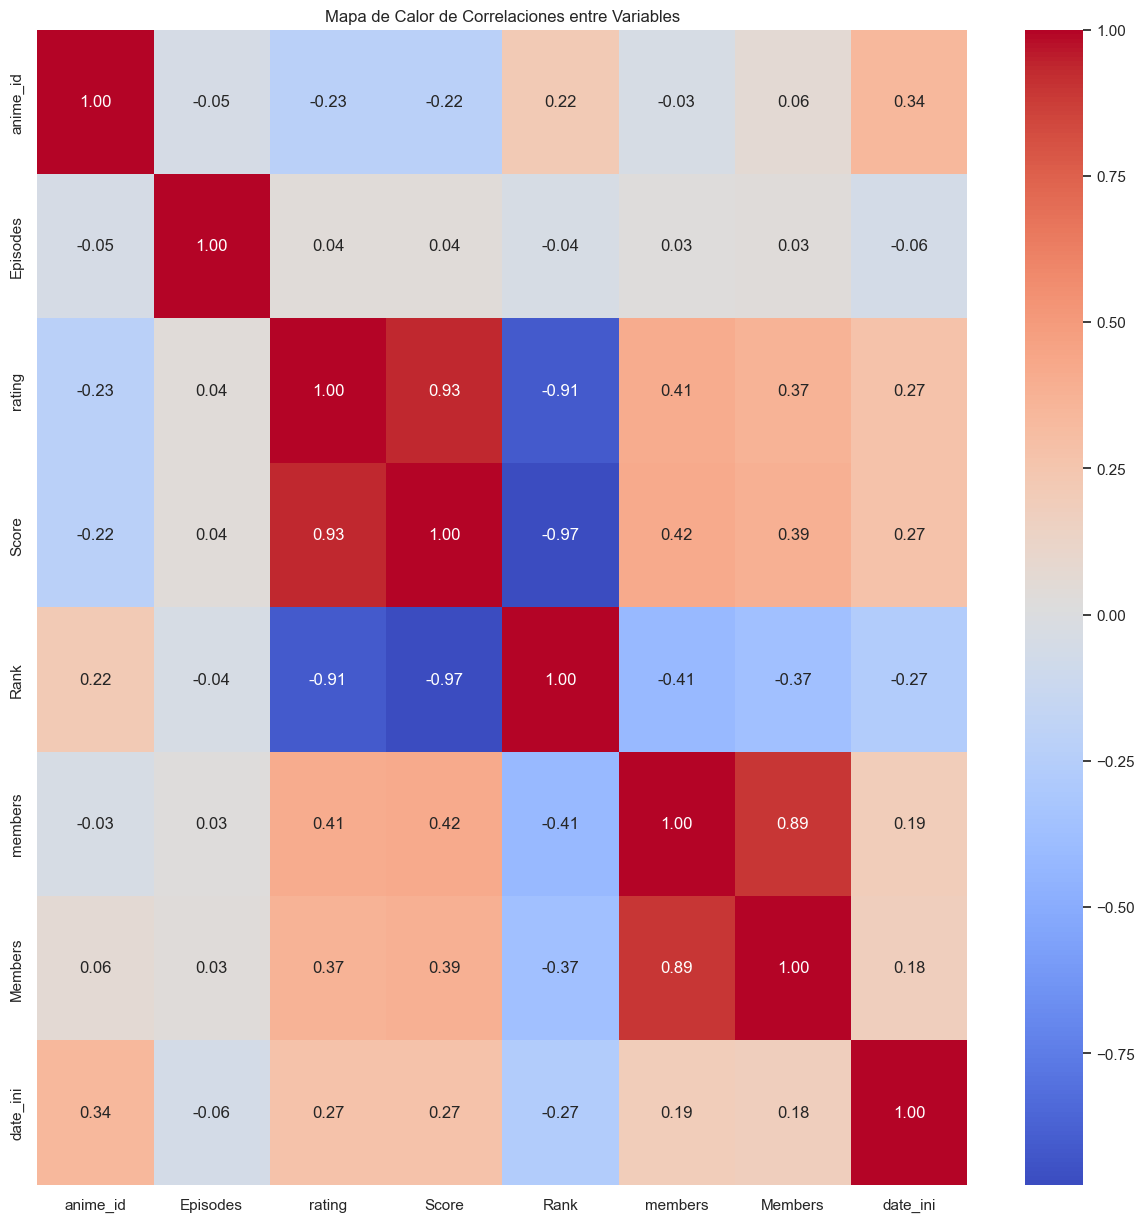 Mapa de Calor de Correlaciones entre Variables
anime_id 1.00 -0.05 -0.23 -0.22 0.22 -0.03 0.06 0.34
Episodes -0.05 1.00 0.04 0.04 -0.04 0.03 0.03 -0.06
rating -0.23 0.04 1.00 0.93 -0.91 0.41 0.37 0.27
Score -0.22 0.04 0.93 1.00 -0.97 0.42 0.39 0.27
Rank 0.22 -0.04 -0.91 -0.97 1.00 -0.41 -0.37 -0.27
members -0.03 0.03 0.41 0.42 -0.41 1.00 0.89 0.19
Members 0.06 0.03 0.37 0.39 -0.37 0.89 1.00 0.18
date_ini 0.34 -0.06 0.27 0.27 -0.27 0.19 0.18 1.00
anime_id Episodes rating Score Rank members Members date_ini
1.00
0.75
0.50
0.25
0.00
−0.25
−0.50
−0.75